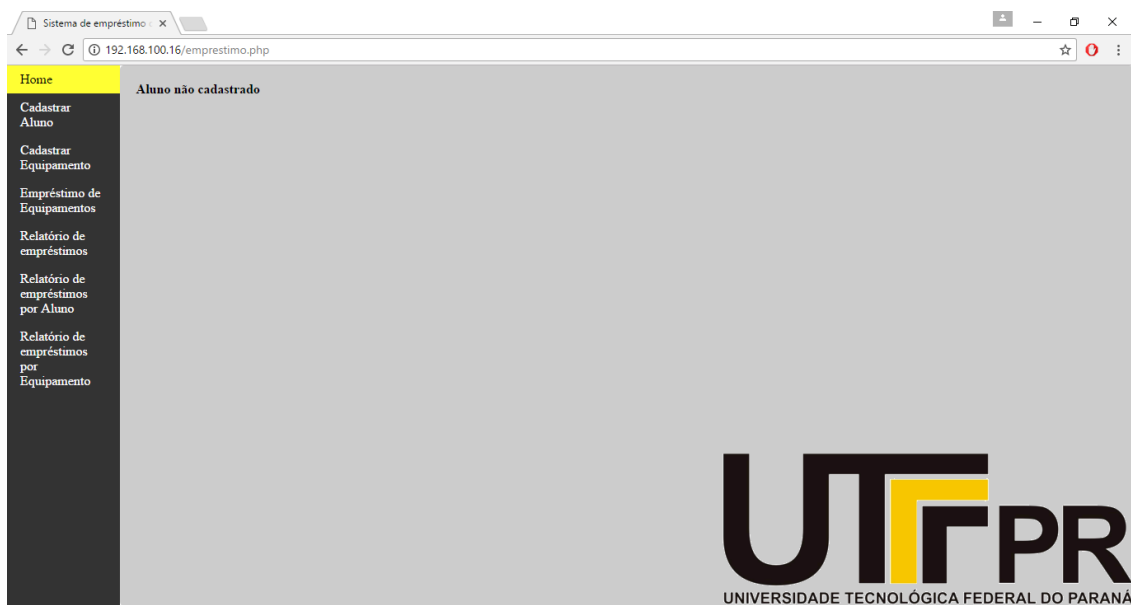 Sistema de emprést­imo
192.168.100.16/emprestimo.php
Home
Aluno não cadastrado
Cadastrar
Aluno
Cadastrar
Equipamento
Empréstimo de
Equipamentos
Relatório de
empréstimos
Relatório de
empréstimos
por Aluno
Relatório de
empréstimos
por
Equipamento
UTFPR
UNIVERSIDADE TECNOLÓGICA FEDERAL DO PARANÁ